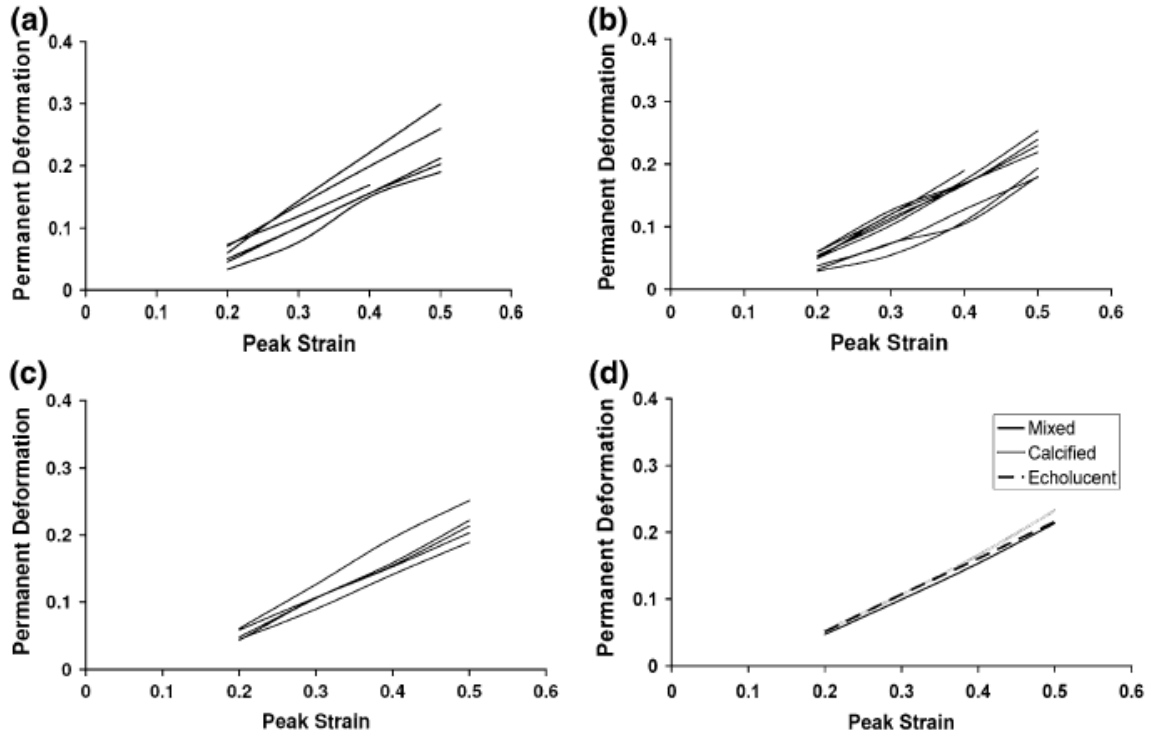 (a)
Permanent Deformation
0.4
0.3
0.2
0.1
0
0 0.1 0.2 0.3 0.4 0.5 0.6
Peak Strain
(b)
Permanent Deformation
0.4
0.3
0.2
0.1
0
0 0.1 0.2 0.3 0.4 0.5 0.6
Peak Strain
(c)
Permanent Deformation
0.4
0.3
0.2
0.1
0
0 0.1 0.2 0.3 0.4 0.5 0.6
Peak Strain
(d)
Permanent Deformation
0.4
0.3
0.2
0.1
0
0 0.1 0.2 0.3 0.4 0.5 0.6
Peak Strain
Mixed
Calcified
Echolucent